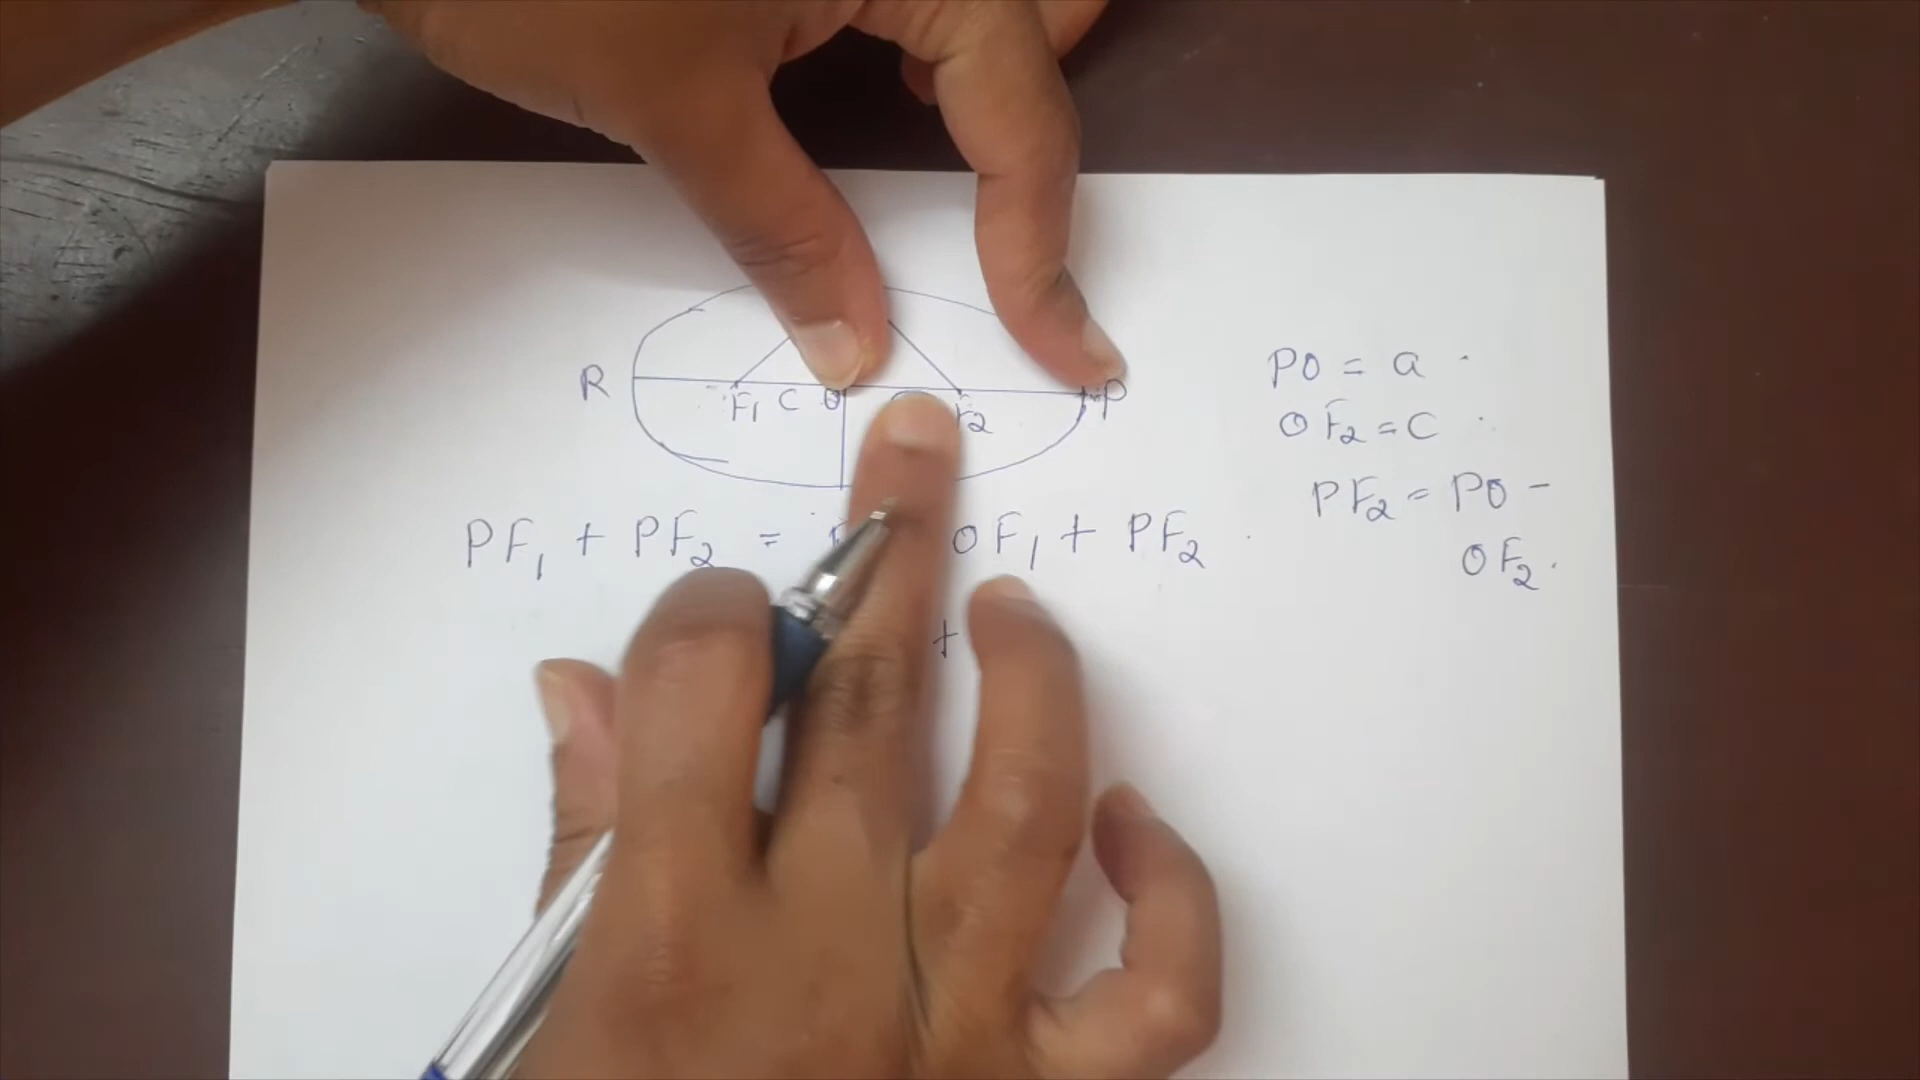 R F₁ C O F₂ P
PO = a
OF₂ = C
PF₂ = PO -
OF₂.
PF₁ + PF₂ = OF₁ + PF₂
+